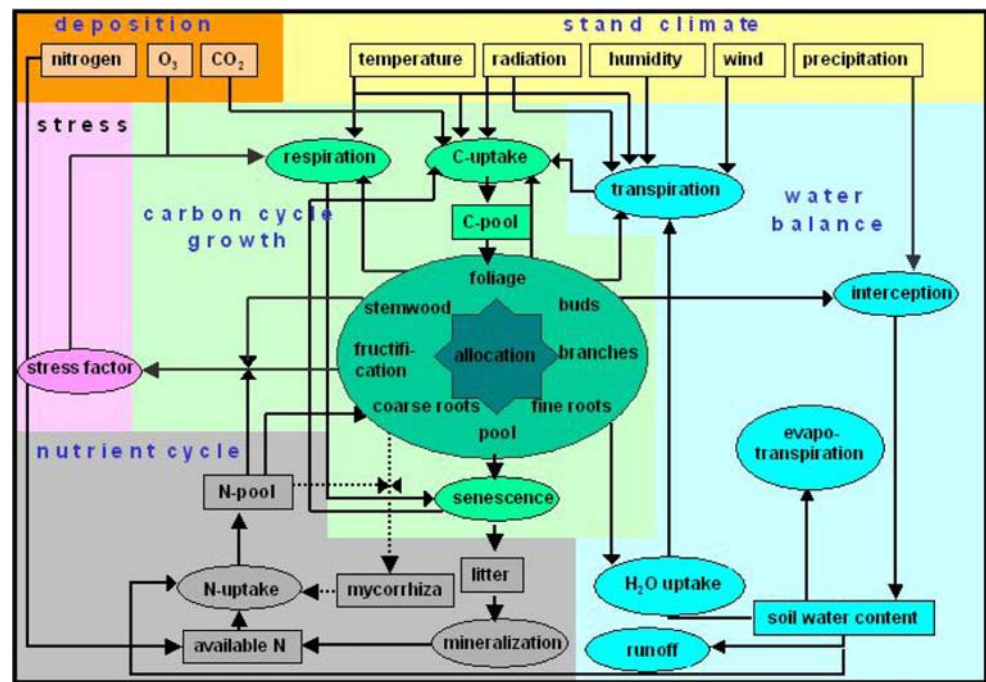 deposition
stand climate
nitrogen
O₃
CO₂
temperature
radiation
humidity
wind
precipitation
stress
respiration
C-uptake
transpiration
water
balance
carbon cycle
growth
C-pool
foliage
stemwood
buds
interception
fructifi-
cation
allocation
branches
stress factor
coarse roots
fine roots
pool
evapo-
transpiration
nutrient cycle
N-pool
senescence
N-uptake
mycorrhiza
litter
H₂O uptake
soil water content
available N
mineralization
runoff